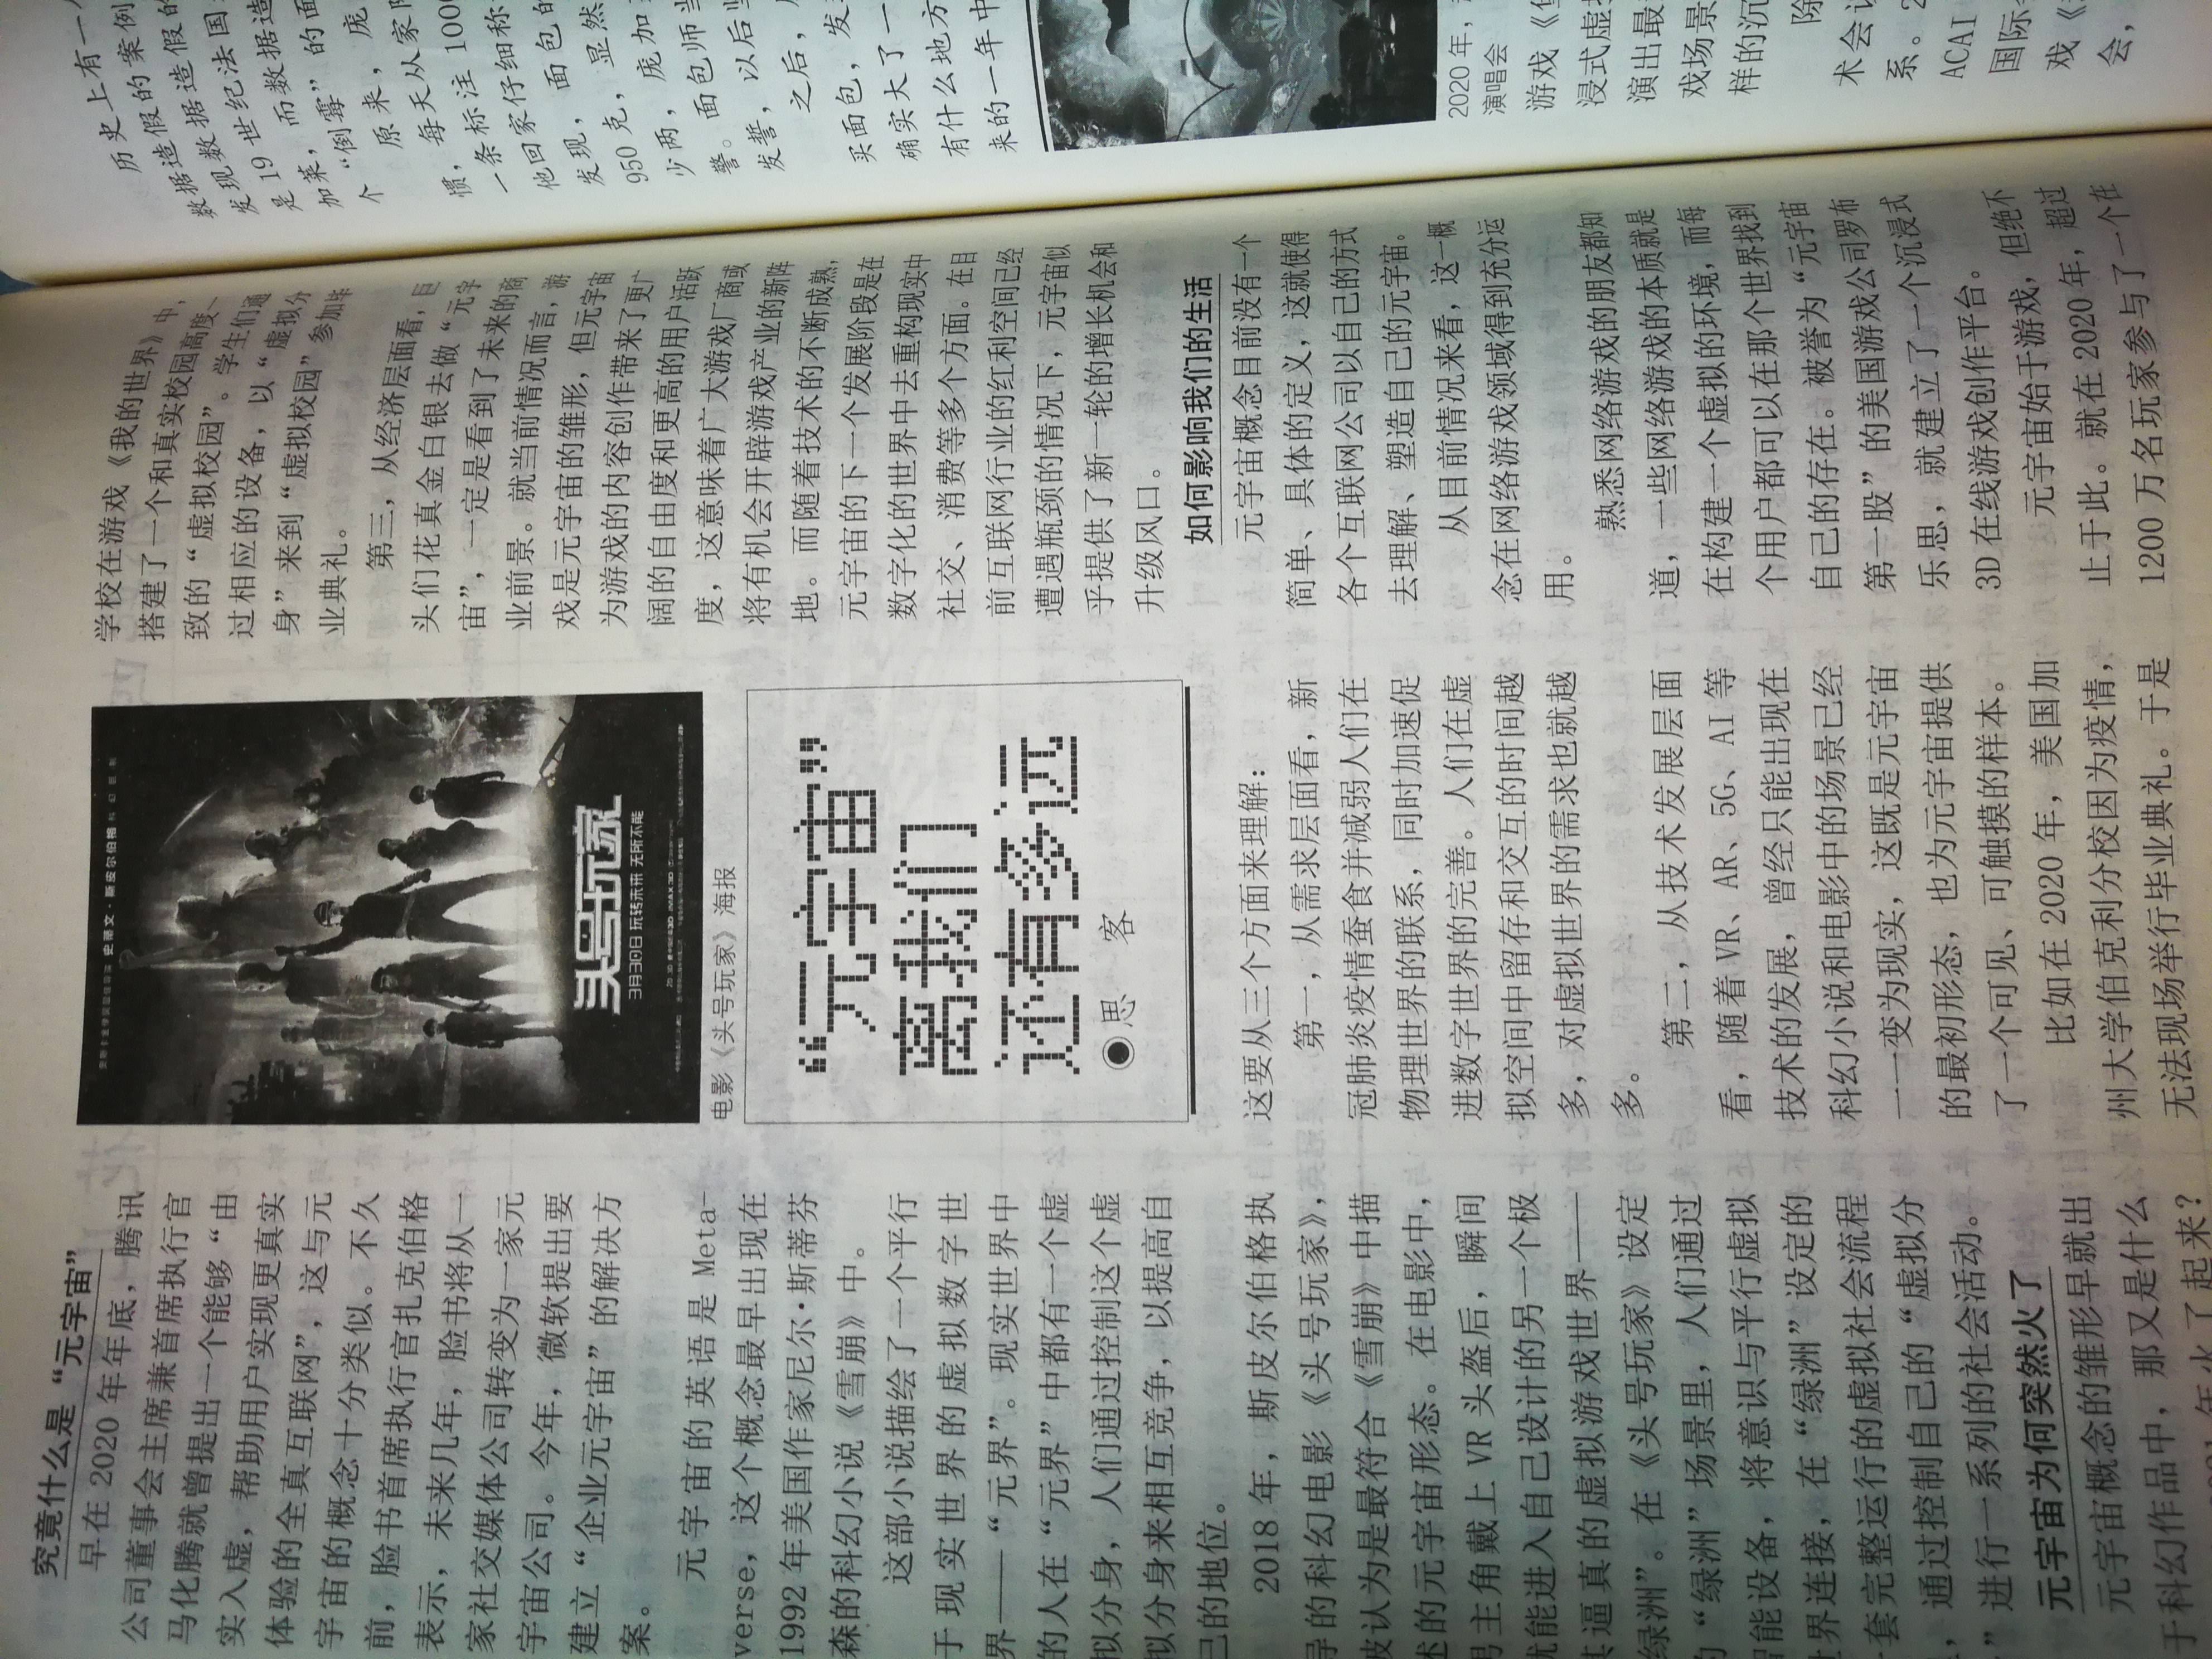 究竟什么是“元宇宙”
早在 2020 年年底，腾讯
公司董事会主席兼首席执行官
马化腾就曾提出一个能够“由
实入虚，帮助用户实现更真实
体验的全真互联网”，这与元
宇宙的概念十分类似。不久
前，脸书首席执行官扎克伯格
表示，未来几年，脸书将从一
家社交媒体公司转变为一家元
宇宙公司。今年，微软提出要
建立“企业元宇宙”的解决方
案。
元宇宙的英语是 Meta-
verse，这个概念最早出现在
1992 年美国作家尼尔·斯蒂芬
森的科幻小说《雪崩》中。
这部小说描绘了一个平行
于现实世界的虚拟数字世
界——“元界”。现实世界中
的人在“元界”中都有一个虚
拟分身，人们通过控制这个虚
拟分身来相互竞争，以提高自
己的地位。
2018 年，斯皮尔伯格执
导的科幻电影《头号玩家》，
被认为是最符合《雪崩》中描
述的元宇宙形态。在电影中，
男主角戴上 VR 头盔后，瞬间
就能进入自己设计的另一个极
其逼真的虚拟游戏世界——
绿洲”。在《头号玩家》设定
的“绿洲”场景里，人们通过
智能设备，将意识与平行虚拟
世界连接，在“绿洲”设定的
套完整运行的虚拟社会流程
，通过控制自己的“虚拟分
”，进行一系列的社会活动。
元宇宙为何突然火了
元宇宙概念的雏形早就出
于科幻作品中，那又是什么
年火了起来？
史蒂文·斯皮尔伯格
头号玩家
3月30日 玩转未来 无所不能
电影《头号玩家》海报
“元宇宙”
离我们
还有多远
◉思 客
这要从三个方面来理解：
第一，从需求层面看，新
冠肺炎疫情蚕食并减弱人们在
物理世界的联系，同时加速促
进数字世界的完善。人们在虚
拟空间中留存和交互的时间越
多，对虚拟世界的需求也就越
多。
第二，从技术发展层面
看，随着 VR、AR、5G、AI 等
技术的发展，曾经只能出现在
科幻小说和电影中的场景已经
一一变为现实，这既是元宇宙
的最初形态，也为元宇宙提供
了一个可见、可触摸的样本。
比如在 2020 年，美国加
州大学伯克利分校因为疫情，
无法现场举行毕业典礼。于是
学校在游戏《我的世界》中，
搭建了一个和真实校园高度一
致的“虚拟校园”。学生们通
过相应的设备，以“虚拟分
身”来到“虚拟校园”参加毕
业典礼。
第三，从经济层面看，巨
头们花真金白银去做“元宇
宙”，一定是看到了未来的商
业前景。就当前情况而言，游
戏是元宇宙的雏形，但元宇宙
为游戏的内容创作带来了更广
阔的自由度和更高的用户活跃
度，这意味着广大游戏厂商或
将有机会开辟游戏产业的新阵
地。而随着技术的不断成熟，
元宇宙的下一个发展阶段是在
数字化的世界中去重构现实中
社交、消费等多个方面。在目
前互联网行业的红利空间已经
遭遇瓶颈的情况下，元宇宙似
乎提供了新一轮的增长机会和
升级风口。
如何影响我们的生活
元宇宙概念目前没有一个
简单、具体的定义，这就使得
各个互联网公司以自己的方式
去理解、塑造自己的元宇宙。
从目前情况来看，这一概
念在网络游戏领域得到充分运
用。
熟悉网络游戏的朋友都知
道，一些网络游戏的本质就是
在构建一个虚拟的环境，而每
个用户都可以在那个世界找到
自己的存在。被誉为“元宇宙
第一股”的美国游戏公司罗布
乐思，就建立了一个沉浸式
3D 在线游戏创作平台。
元宇宙始于游戏，但绝不
止于此。就在 2020 年，超过
1200 万名玩家参与了一个在
历史上有一
数据造假的案例
发现数据造假的
是 19 世纪法国
加莱，而数据造
个“倒霉”的面
原来，庞
每天从家
惯，
一条标注 100
他回家仔细称
发现，面包的
950 克，显然
少两，庞加
警。面包师当
发誓，以后
之后，
买面包，发
确实大了一
有什么地方
来的一年中
2020 年，
演唱会
游戏《
浸式虚
演出最
戏场景
样的沉
除
术会
系。2
ACAI
国际
戏《
会，